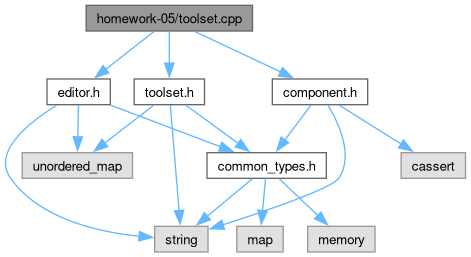 homework-05/toolset.cpp
editor.h
toolset.h
component.h
unordered_map
common_types.h
cassert
string
map
memory